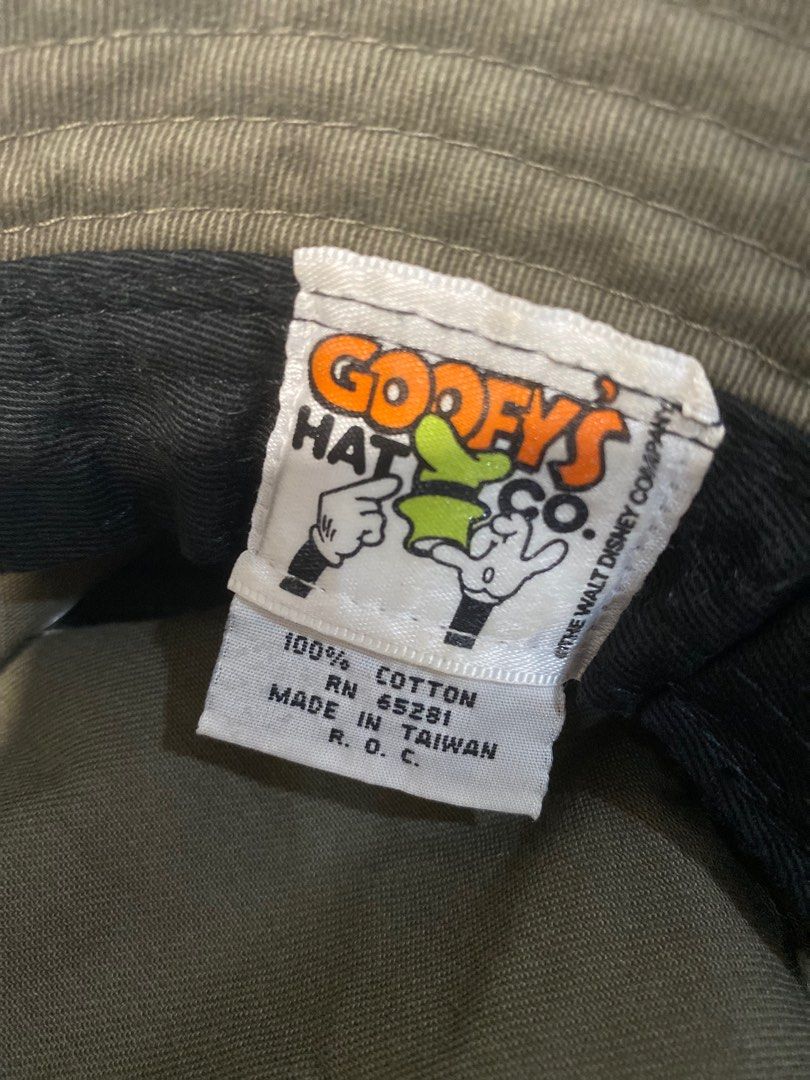 GOOFY'S
HAT CO.
©THE WALT DISNEY COMPANY
100% COTTON
RN 65281
MADE IN TAIWAN
R. O. C.